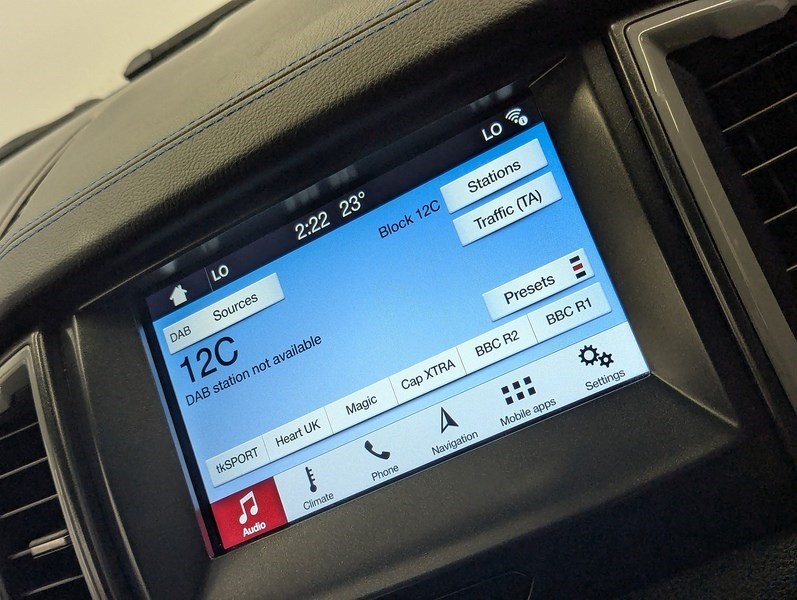 LO
2:22 23°
LO
DAB Sources
Block 12C
Stations
Traffic (TA)
12C
DAB station not available
Presets
tkSPORT
Heart UK
Magic
Cap XTRA
BBC R2
BBC R1
Audio
Climate
Phone
Navigation
Mobile apps
Settings